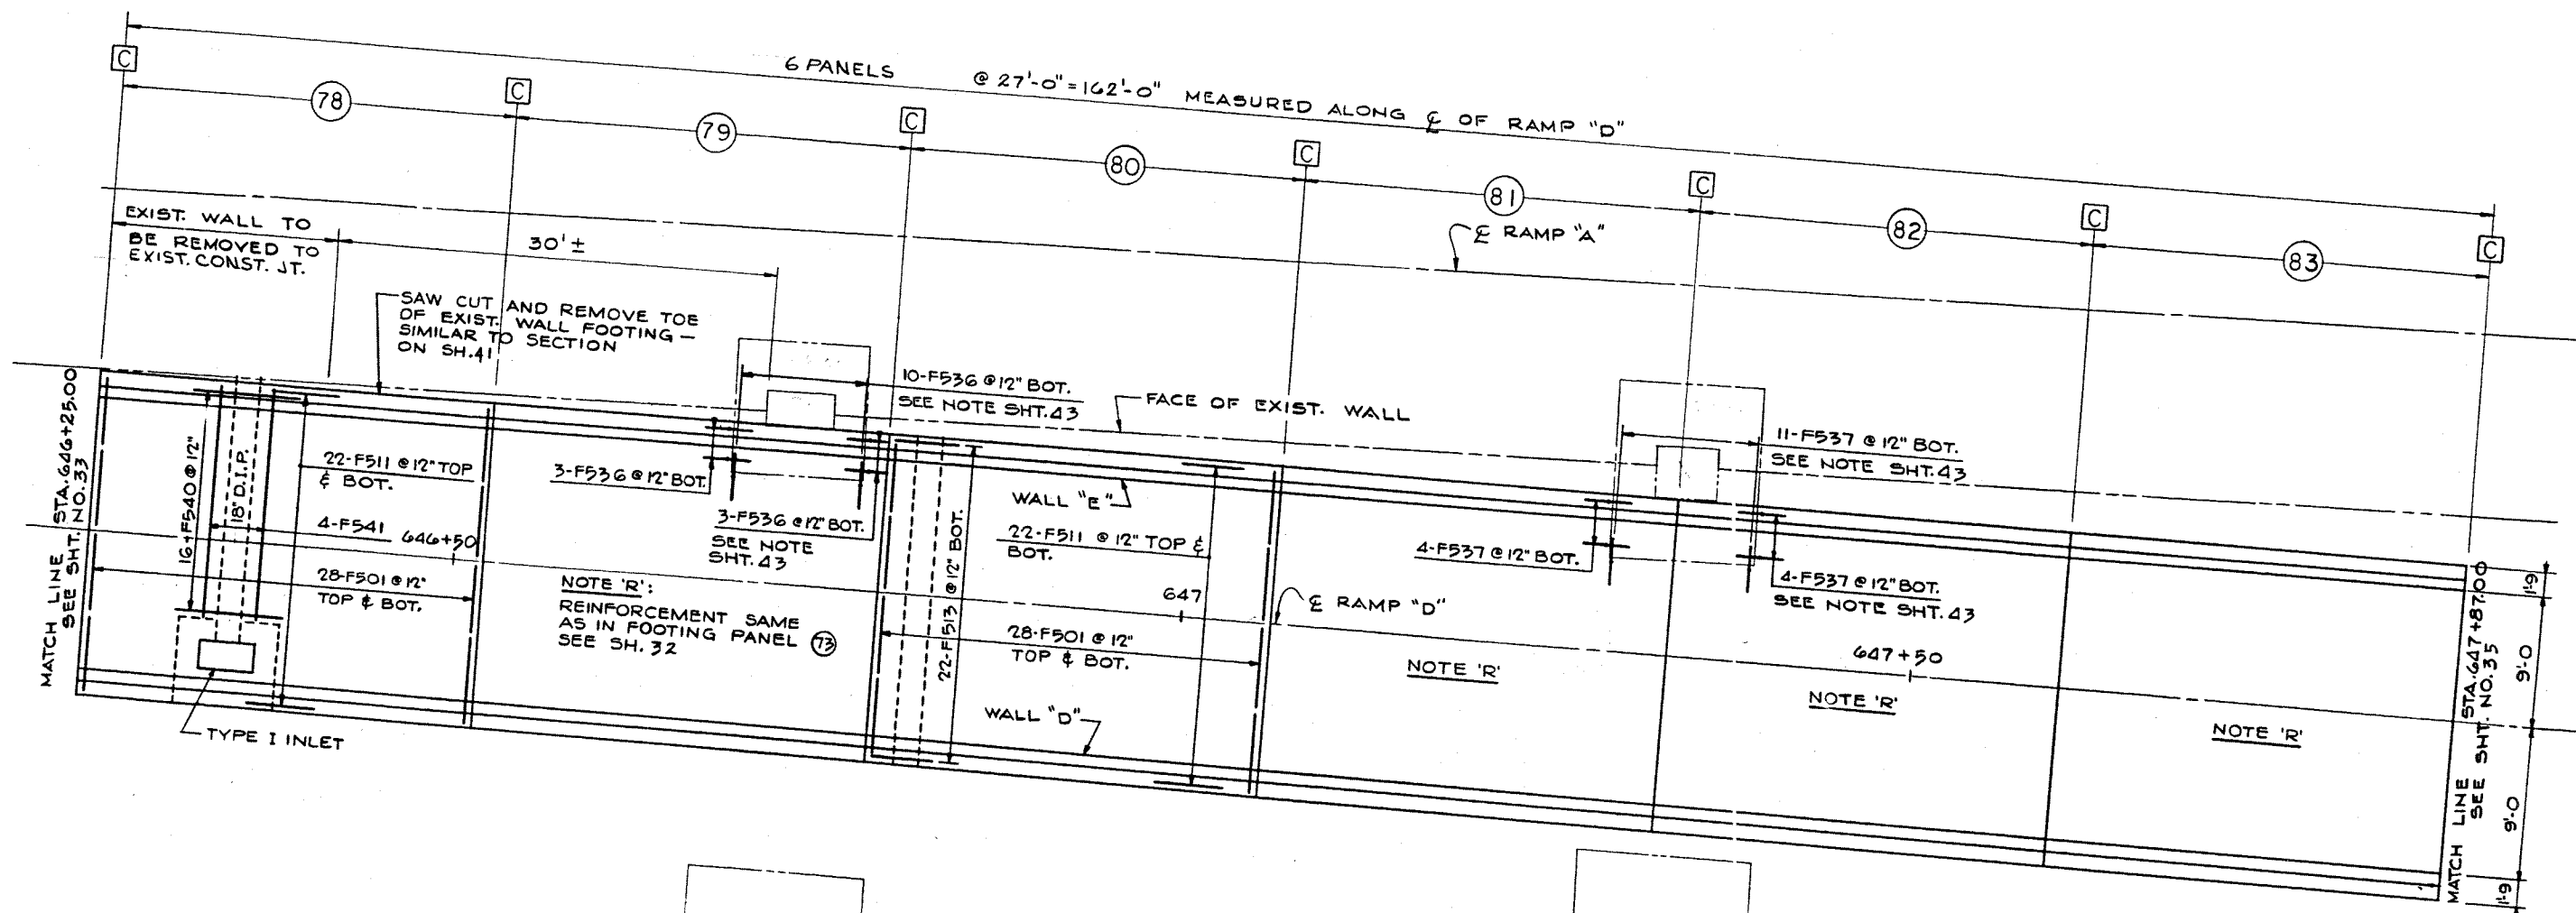 6 PANELS @ 27'-0" = 162'-0" MEASURED ALONG ℄ OF RAMP "D"
C
C
C
C
C
C
C
78
79
80
81
82
83
EXIST. WALL TO
BE REMOVED TO
EXIST. CONST. JT.
30' ±
℄ RAMP "A"
SAW CUT AND REMOVE TOE
OF EXIST. WALL FOOTING –
SIMILAR TO SECTION
ON SH. 41
10-F536 @ 12" BOT.
SEE NOTE SHT. 43
FACE OF EXIST. WALL
11-F537 @ 12" BOT.
SEE NOTE SHT. 43
MATCH LINE STA. 646+25.00
SEE SHT. NO. 33
16-F540 @ 12"
18" D.I.P.
22-F511 @ 12" TOP
& BOT.
4-F541
646+50
28-F501 @ 12"
TOP & BOT.
3-F536 @ 12" BOT.
3-F536 @ 12" BOT.
SEE NOTE
SHT. 43
NOTE 'R':
REINFORCEMENT SAME
AS IN FOOTING PANEL 73
SEE SH. 32
22-F513 @ 12" BOT.
WALL "E"
22-F511 @ 12" TOP &
BOT.
647
28-F501 @ 12"
TOP & BOT.
WALL "D"
℄ RAMP "D"
4-F537 @ 12" BOT.
4-F537 @ 12" BOT.
SEE NOTE SHT. 43
NOTE 'R'
647+50
NOTE 'R'
NOTE 'R'
MATCH LINE STA. 647+87.00
SEE SHT. NO. 35
1'-9
9'-0
9'-0
1'-9
TYPE I INLET